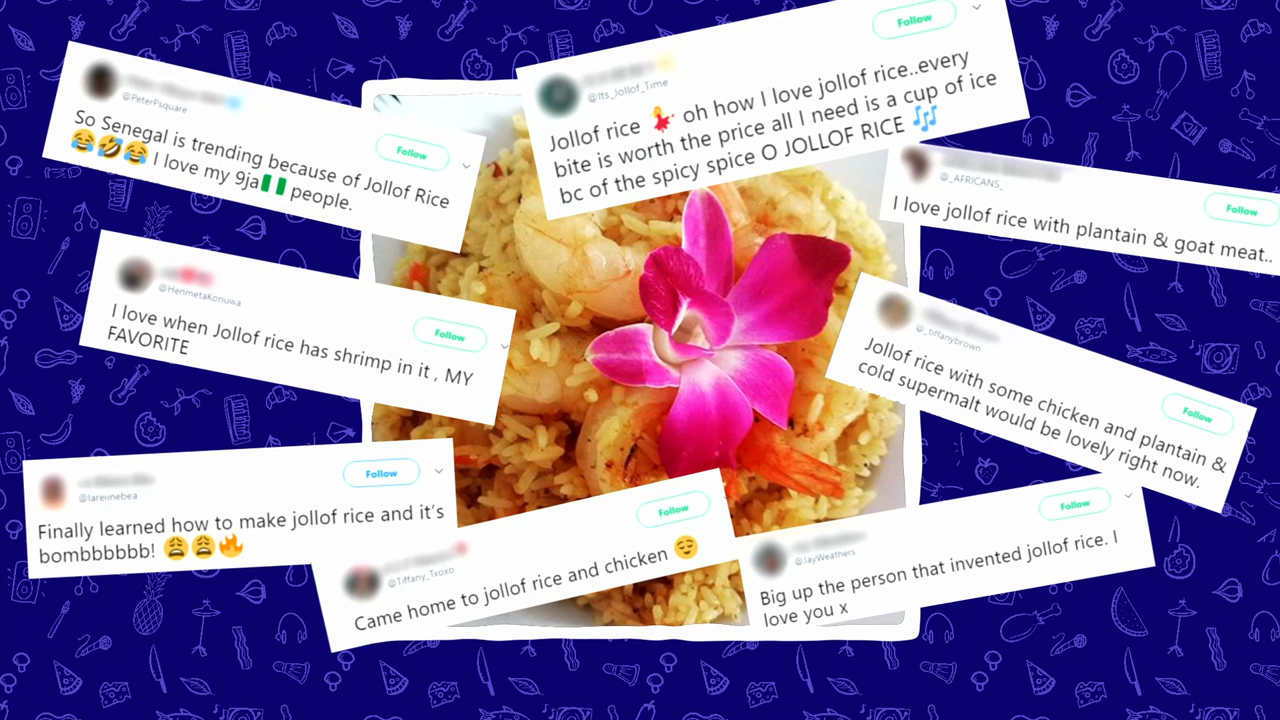 @PeterPsquare
Follow
So Senegal is trending because of Jollof Rice
😂🤣😂 I love my 9ja🇳🇬 people.
@Its_Jollof_Time
Follow
Jollof rice 💃 oh how I love jollof rice..every
bite is worth the price all I need is a cup of ice
bc of the spicy spice O JOLLOF RICE 🎶
@_AFRICANS_
Follow
I love jollof rice with plantain & goat meat..
@HenmetaKonuwa
Follow
I love when Jollof rice has shrimp in it , MY
FAVORITE
@_tiffanybrown
Follow
Jollof rice with some chicken and plantain &
cold supermalt would be lovely right now.
Follow
Finally learned how to make jollof rice and it's
bombbbbbb! 😩😩🔥
@Tiffany_Txoxo
Follow
Came home to jollof rice and chicken 😌
@JayWeathers
Follow
Big up the person that invented jollof rice. I
love you x